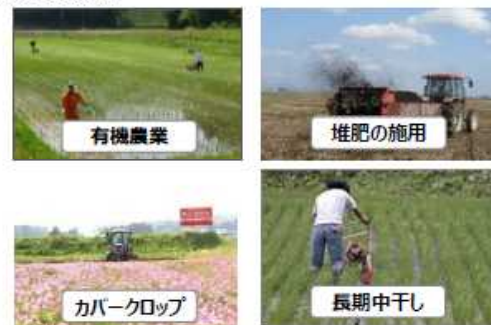 有機農業
堆肥の施用
カバークロップ
長期中干し